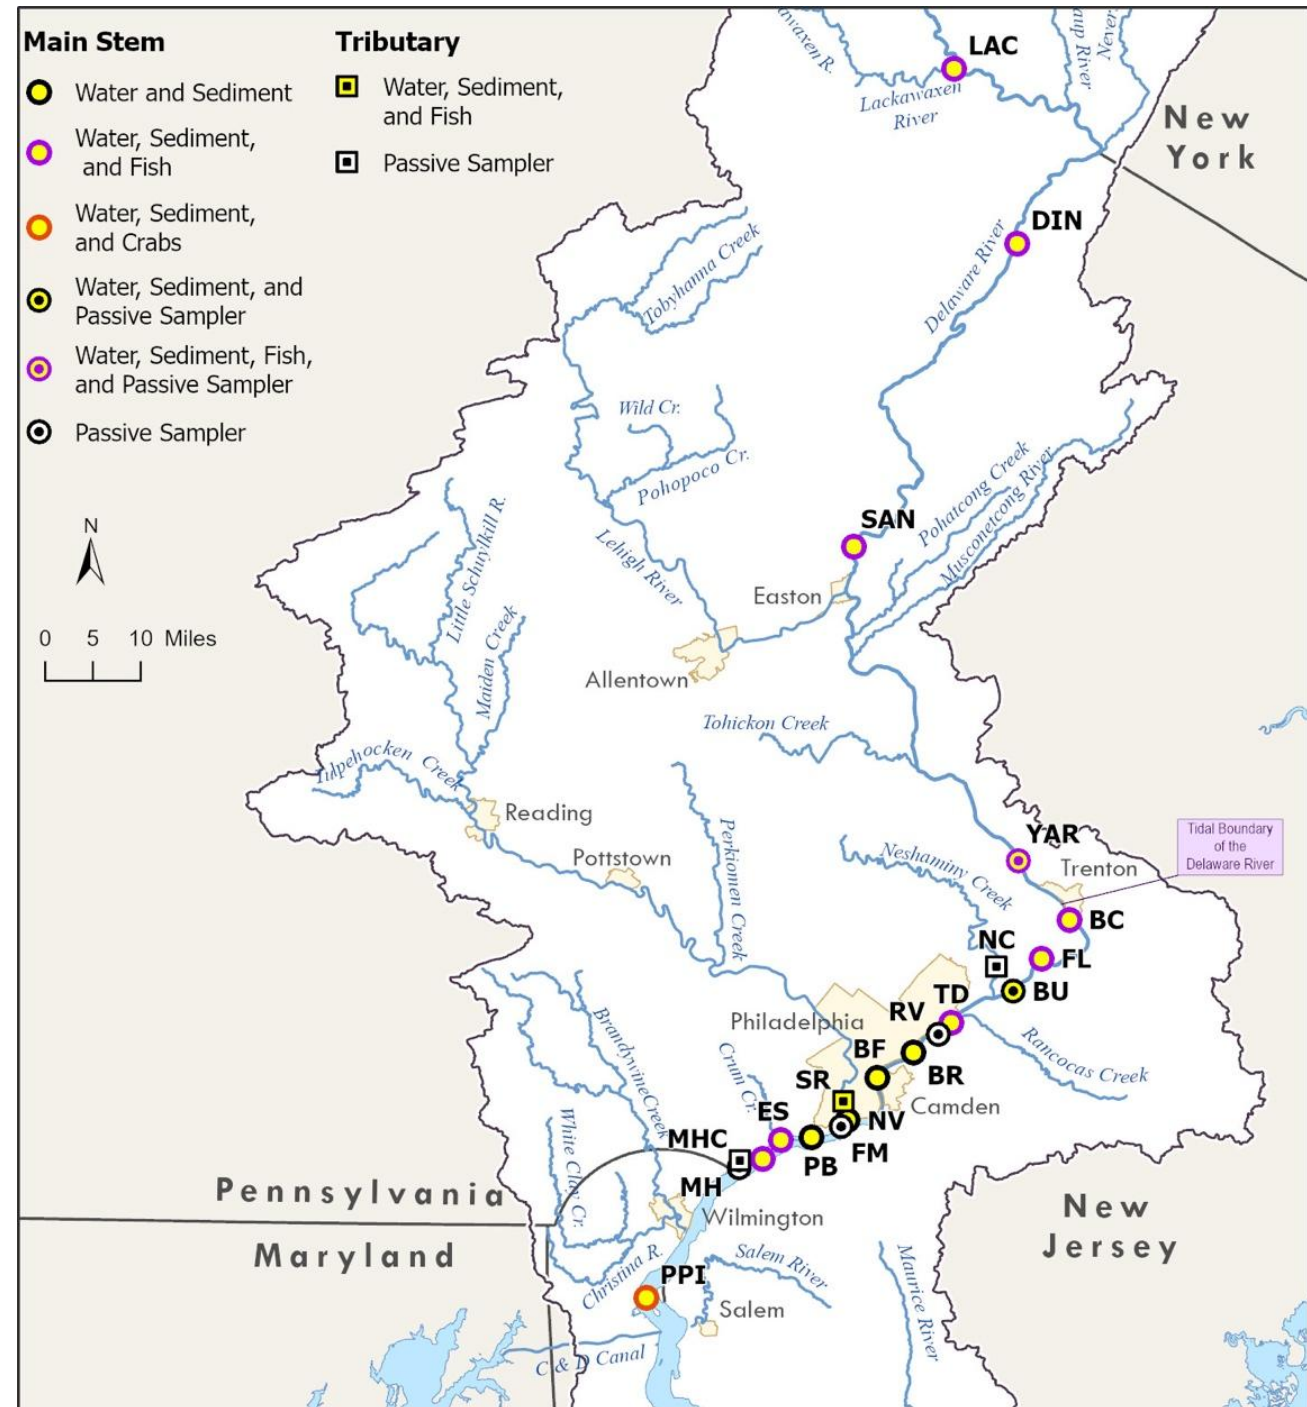 Main Stem
Water and Sediment
Water, Sediment,
and Fish
Water, Sediment,
and Crabs
Water, Sediment, and
Passive Sampler
Water, Sediment, Fish,
and Passive Sampler
Passive Sampler
Tributary
Water, Sediment,
and Fish
Passive Sampler
N
0 5 10 Miles
LAC
Lackawaxen
River
New
York
DIN
Delaware River
Tobyhanna Creek
Wild Cr.
Pohopoco Cr.
Pohatcong Creek
Musconetcong River
SAN
Lehigh River
Little Schuylkill R.
Easton
Maiden Creek
Allentown
Tohickon Creek
Tulpehocken Creek
Reading
Pottstown
Perkiomen Creek
Neshaminy Creek
YAR
Trenton
Tidal Boundary
of the
Delaware River
BC
NC
FL
BU
TD
RV
Philadelphia
Rancocas Creek
BF
BR
Brandywine Creek
Crum Cr.
SR
Camden
ES
NV
MHC
FM
PB
White Clay Cr.
MH
Pennsylvania
Maryland
Wilmington
New
Jersey
Christina R.
PPI
Salem River
Maurice River
Salem
C & D Canal